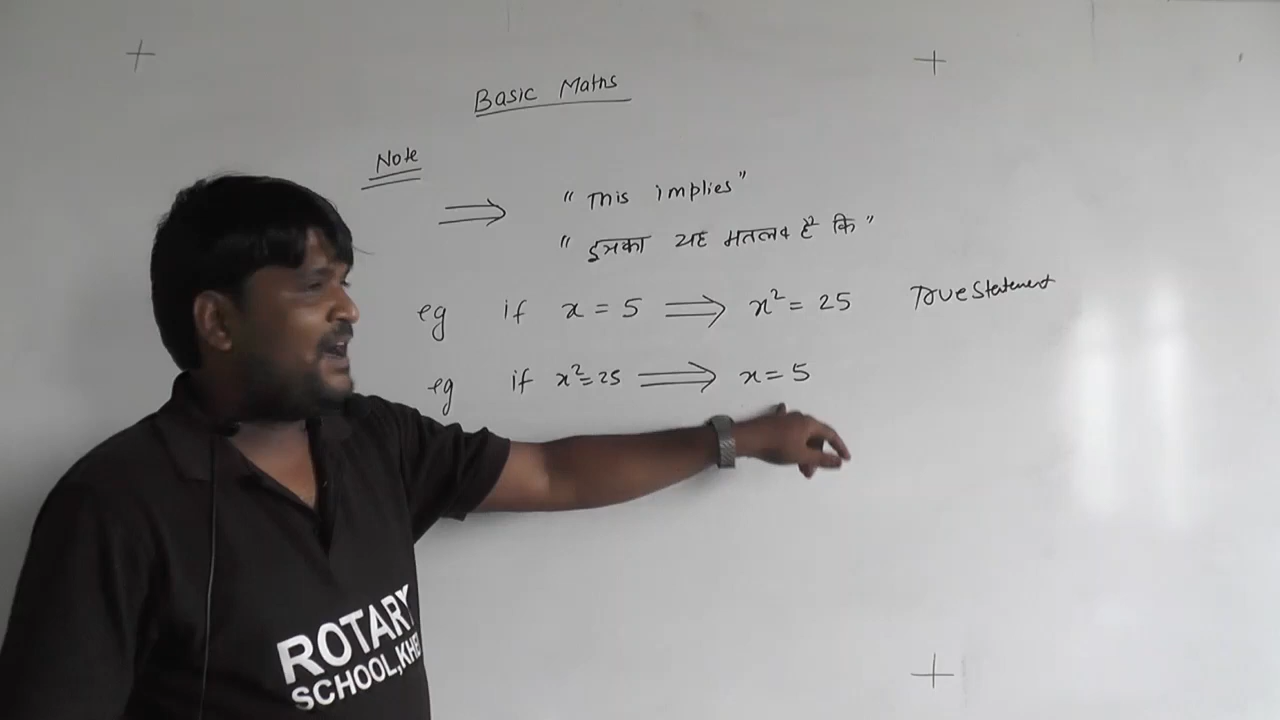 Basic Maths
Note
⟹ "This implies"
"इसका यह मतलब है कि"
eg if x = 5 ⟹ x² = 25 True Statement
eg if x² = 25 ⟹ x = 5
ROTARY
SCHOOL,